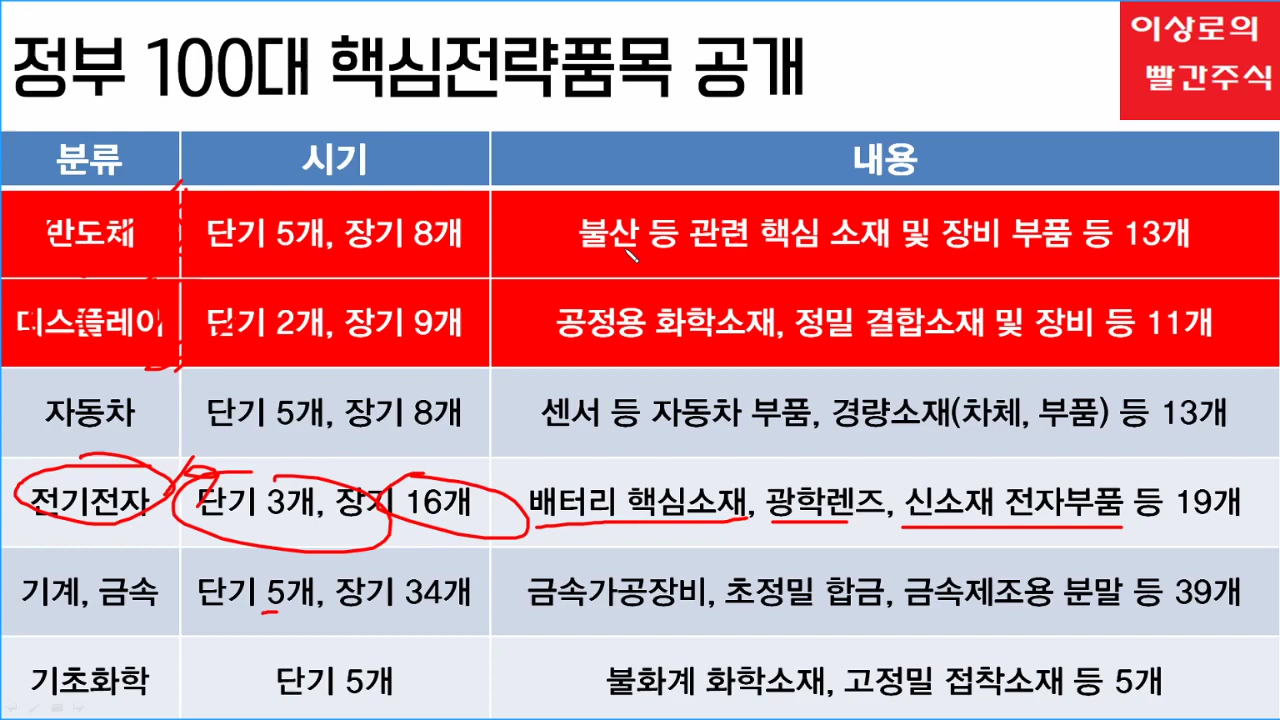 정부 100대 핵심전략품목 공개
이상로의
빨간주식
분류 시기 내용
반도체 단기 5개, 장기 8개 불산 등 관련 핵심 소재 및 장비 부품 등 13개
디스플레이 단기 2개, 장기 9개 공정용 화학소재, 정밀 결합소재 및 장비 등 11개
자동차 단기 5개, 장기 8개 센서 등 자동차 부품, 경량소재(차체, 부품) 등 13개
전기전자 단기 3개, 장기 16개 배터리 핵심소재, 광학렌즈, 신소재 전자부품 등 19개
기계, 금속 단기 5개, 장기 34개 금속가공장비, 초정밀 합금, 금속제조용 분말 등 39개
기초화학 단기 5개 불화계 화학소재, 고정밀 접착소재 등 5개